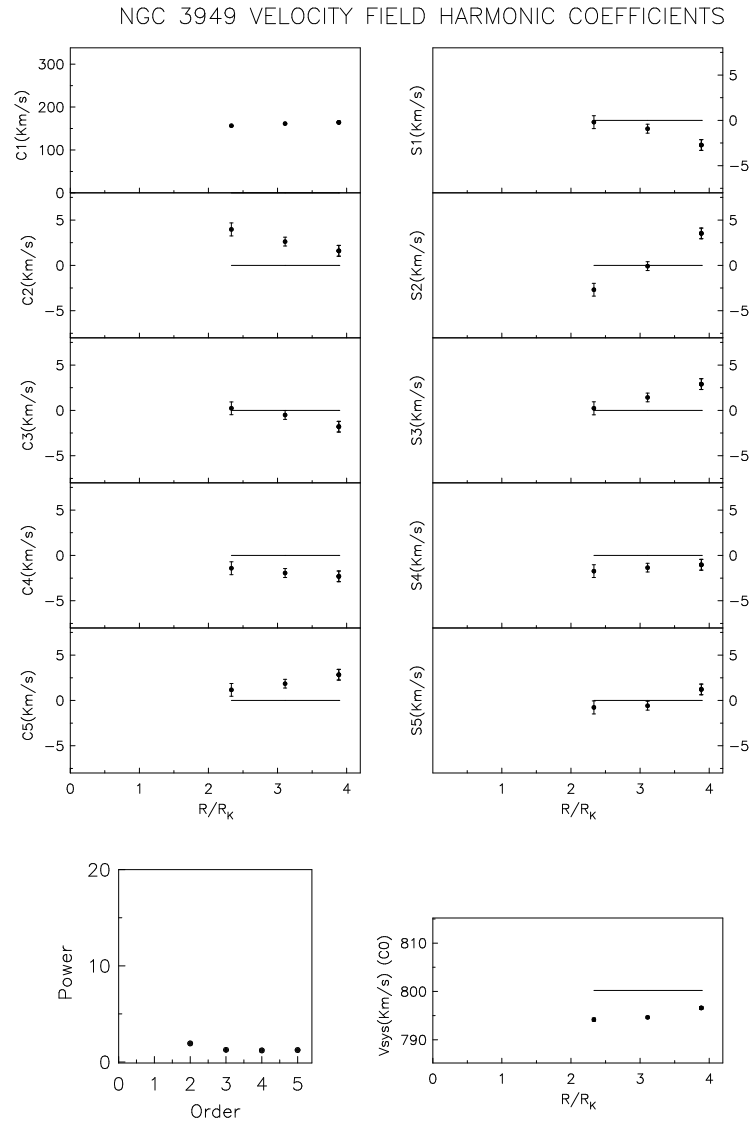 NGC 3949 VELOCITY FIELD HARMONIC COEFFICIENTS
C1(Km/s)
300
200
100
0
S1(Km/s)
5
0
−5
C2(Km/s)
5
0
−5
S2(Km/s)
5
0
−5
C3(Km/s)
5
0
−5
S3(Km/s)
5
0
−5
C4(Km/s)
5
0
−5
S4(Km/s)
5
0
−5
C5(Km/s)
5
0
−5
S5(Km/s)
5
0
−5
0 1 2 3 4
R/RK
0 1 2 3 4
R/RK
Power
20
10
0
0 1 2 3 4 5
Order
Vsys(Km/s) (C0)
810
800
790
0 1 2 3 4
R/RK